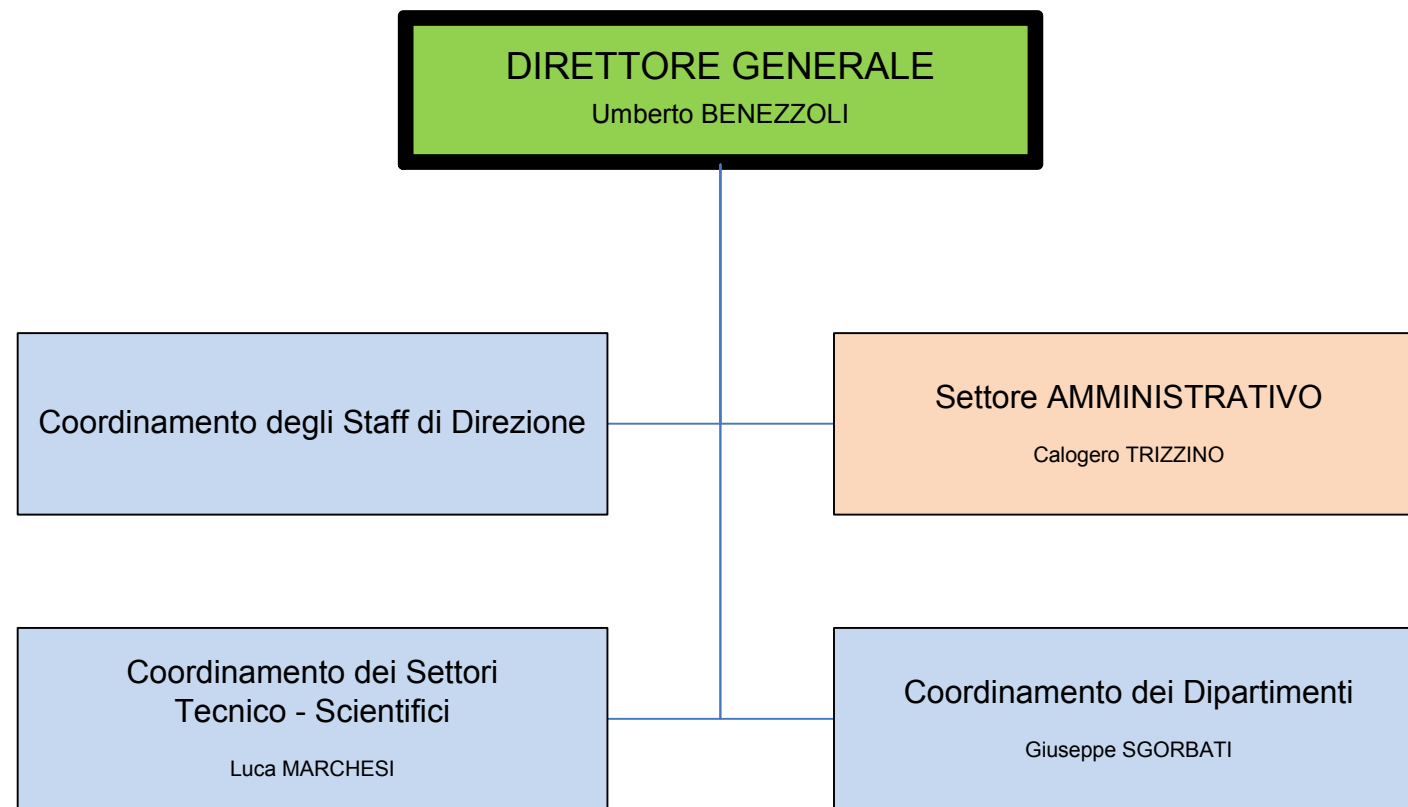 DIRETTORE GENERALE
Umberto BENEZZOLI
Coordinamento degli Staff di Direzione
Settore AMMINISTRATIVO
Calogero TRIZZINO
Coordinamento dei Settori
Tecnico - Scientifici
Luca MARCHESI
Coordinamento dei Dipartimenti
Giuseppe SGORBATI